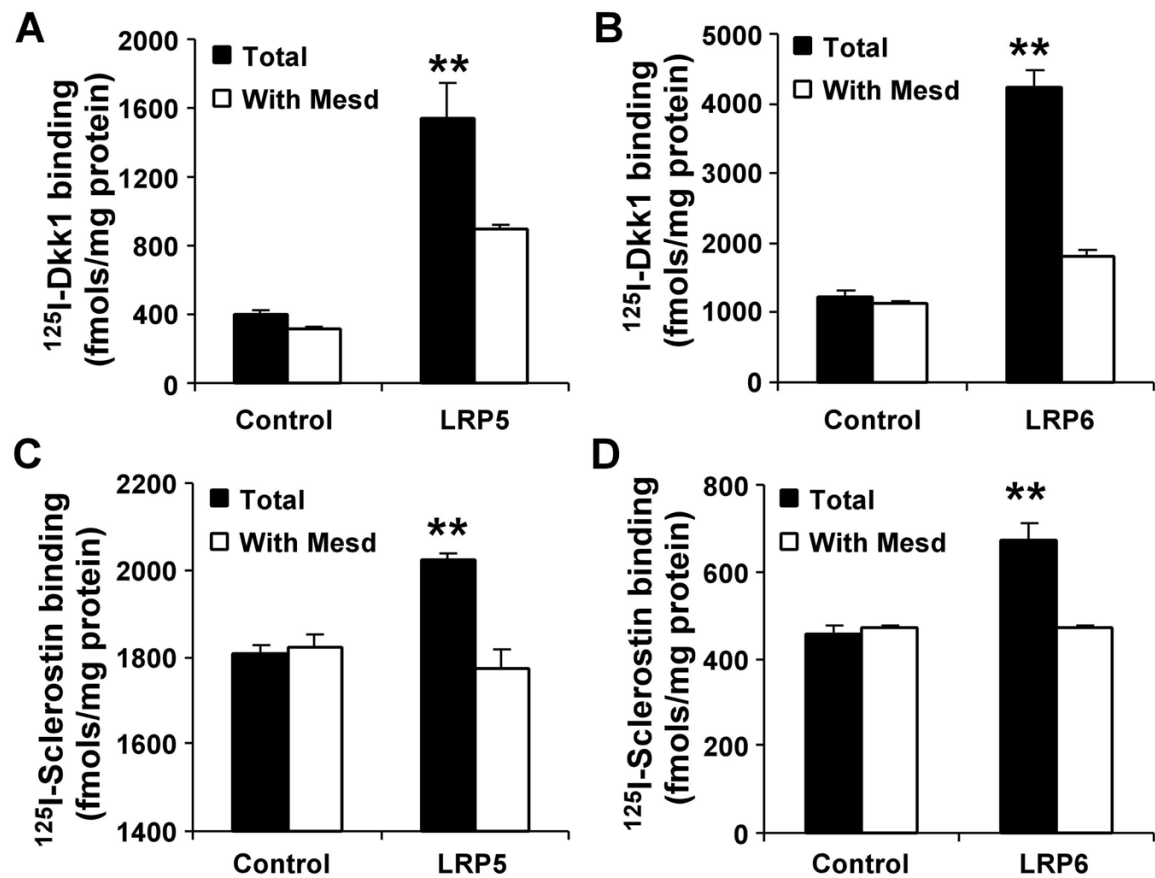 A
¹²⁵I-Dkk1 binding
(fmols/mg protein)
2000
1600
1200
800
400
0
Total
With Mesd
**
Control
LRP5
B
¹²⁵I-Dkk1 binding
(fmols/mg protein)
5000
4000
3000
2000
1000
0
Total
With Mesd
**
Control
LRP6
C
¹²⁵I-Sclerostin binding
(fmols/mg protein)
2200
2000
1800
1600
1400
Total
With Mesd
**
Control
LRP5
D
¹²⁵I-Sclerostin binding
(fmols/mg protein)
800
600
400
200
0
Total
With Mesd
**
Control
LRP6